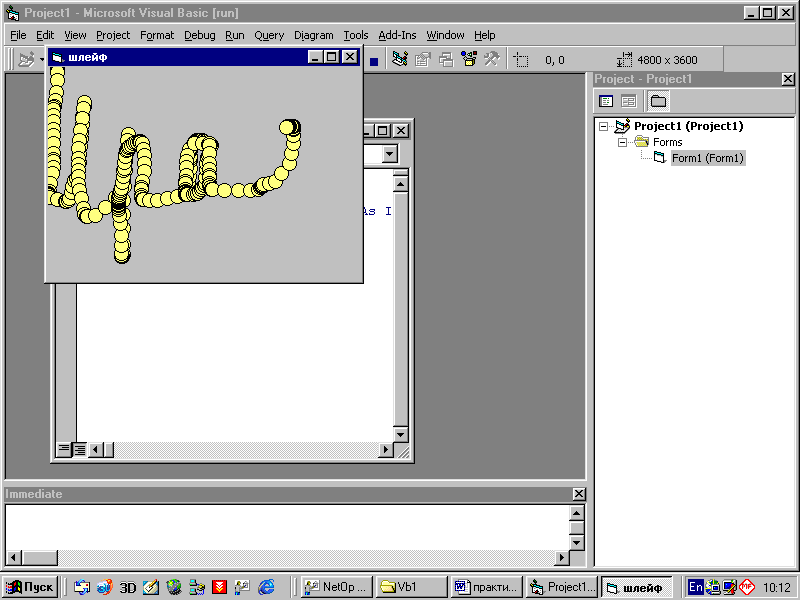 Project1 - Microsoft Visual Basic [run]
File Edit View Project Format Debug Run Query Diagram Tools Add-Ins Window Help
0, 0 4800 x 3600
шлейф
As I
Project - Project1
Project1 (Project1)
Forms
Form1 (Form1)
Immediate
Пуск 3D NetOp ... Vb1 практи... Project1... шлейф En 10:12